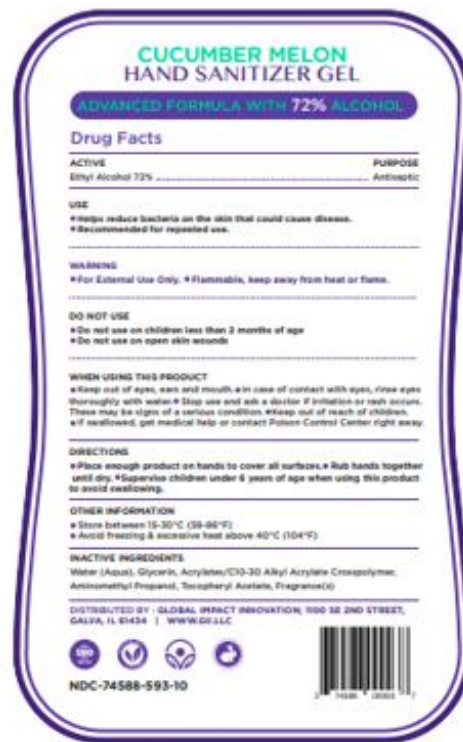 CUCUMBER MELON
HAND SANITIZER GEL
ADVANCED FORMULA WITH 72% ALCOHOL
Drug Facts
ACTIVE PURPOSE
Ethyl Alcohol 72% ........ Antiseptic
USE
Helps reduce bacteria on the skin that could cause disease.
Recommended for repeated use.
WARNING
For External Use Only. Flammable, keep away from heat or flame.
DO NOT USE
Do not use on children less than 2 months of age
Do not use on open skin wounds
WHEN USING THIS PRODUCT
Keep out of eyes, ears and mouth. In case of contact with eyes, rinse eyes
thoroughly with water. Stop use and ask a doctor if irritation or rash occurs.
These may be signs of a serious condition. Keep out of reach of children.
If swallowed, get medical help or contact Poison Control Center right away.
DIRECTIONS
Place enough product on hands to cover all surfaces. Rub hands together
until dry. Supervise children under 6 years of age when using this product
to avoid swallowing.
OTHER INFORMATION
Store between 15-30°C (59-86°F)
Avoid freezing & excessive heat above 40°C (104°F)
INACTIVE INGREDIENTS
Water (Aqua), Glycerin, Acrylates/C10-30 Alkyl Acrylate Crosspolymer,
Aminomethyl Propanol, Tocopheryl Acetate, Fragrance(s)
DISTRIBUTED BY : GLOBAL IMPACT INNOVATION, 1100 SE 2ND STREET,
GALVA, IL 61434 | WWW.GII.LLC
ISO
NDC-74588-593-10